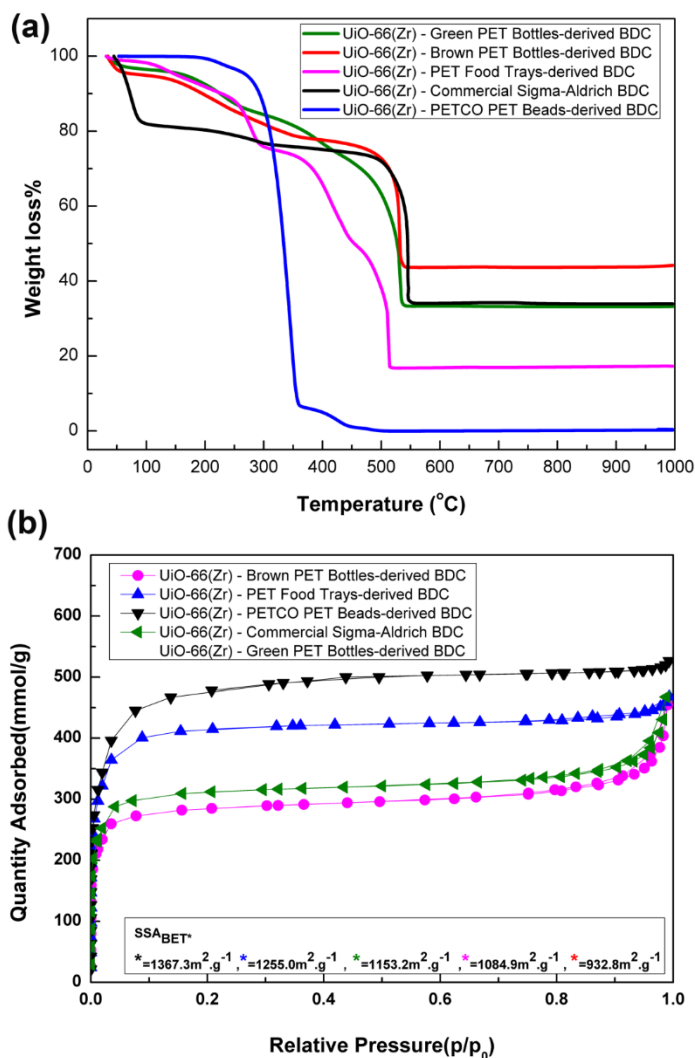 (a)
UiO-66(Zr) - Green PET Bottles-derived BDC
UiO-66(Zr) - Brown PET Bottles-derived BDC
UiO-66(Zr) - PET Food Trays-derived BDC
UiO-66(Zr) - Commercial Sigma-Aldrich BDC
UiO-66(Zr) - PETCO PET Beads-derived BDC
100
80
60
40
20
0
Weight loss%
0 100 200 300 400 500 600 700 800 900 1000
Temperature (°C)
(b)
700
600
500
400
300
200
100
0
Quantity Adsorbed(mmol/g)
UiO-66(Zr) - Brown PET Bottles-derived BDC
UiO-66(Zr) - PET Food Trays-derived BDC
UiO-66(Zr) - PETCO PET Beads-derived BDC
UiO-66(Zr) - Commercial Sigma-Aldrich BDC
UiO-66(Zr) - Green PET Bottles-derived BDC
SSA_BET*
*=1367.3m².g⁻¹ , *=1255.0m².g⁻¹ , *=1153.2m².g⁻¹ , *=1084.9m².g⁻¹ , *=932.8m².g⁻¹
0.0 0.2 0.4 0.6 0.8 1.0
Relative Pressure(p/p₀)